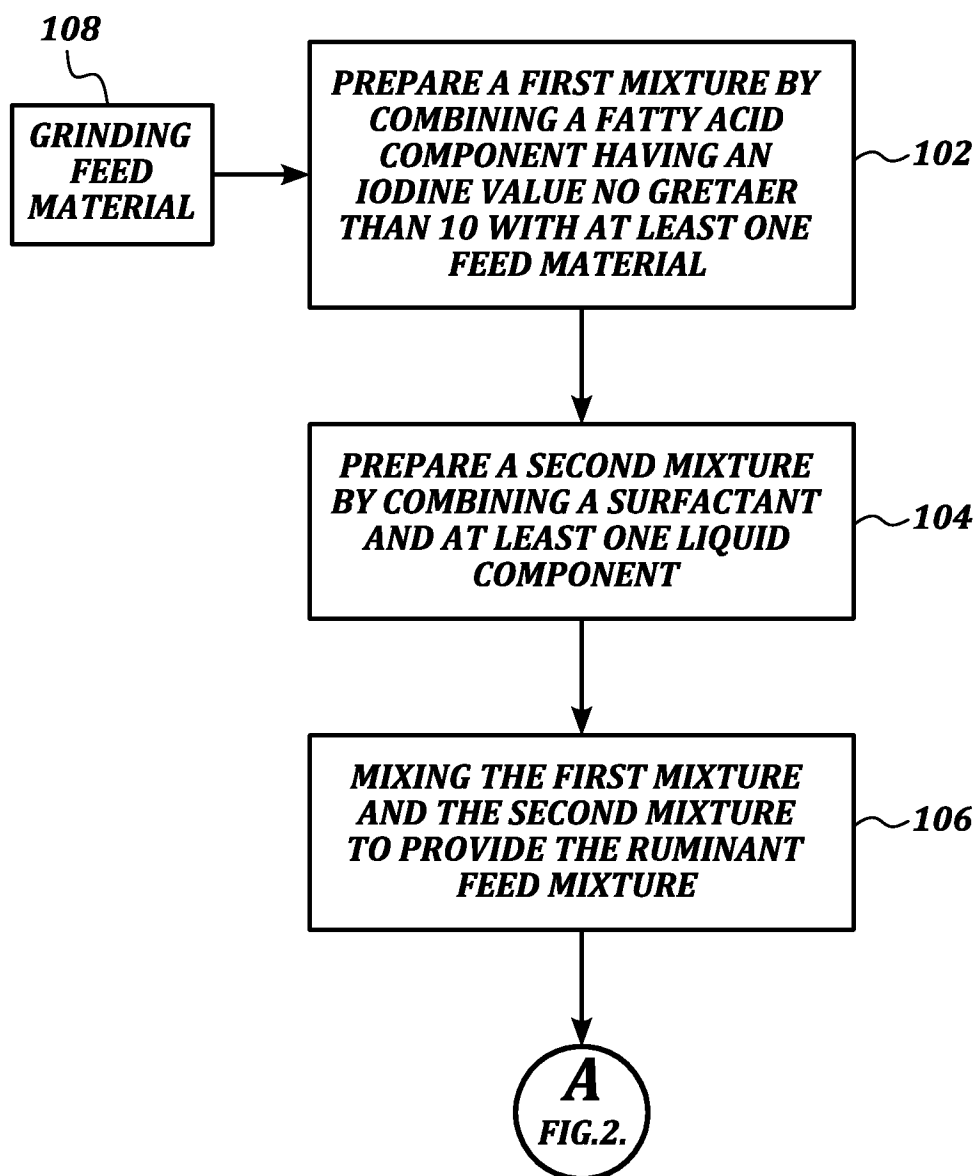 108
GRINDING
FEED
MATERIAL
PREPARE A FIRST MIXTURE BY
COMBINING A FATTY ACID
COMPONENT HAVING AN
IODINE VALUE NO GRETAER
THAN 10 WITH AT LEAST ONE
FEED MATERIAL
102
PREPARE A SECOND MIXTURE
BY COMBINING A SURFACTANT
AND AT LEAST ONE LIQUID
COMPONENT
104
MIXING THE FIRST MIXTURE
AND THE SECOND MIXTURE
TO PROVIDE THE RUMINANT
FEED MIXTURE
106
A
FIG.2.